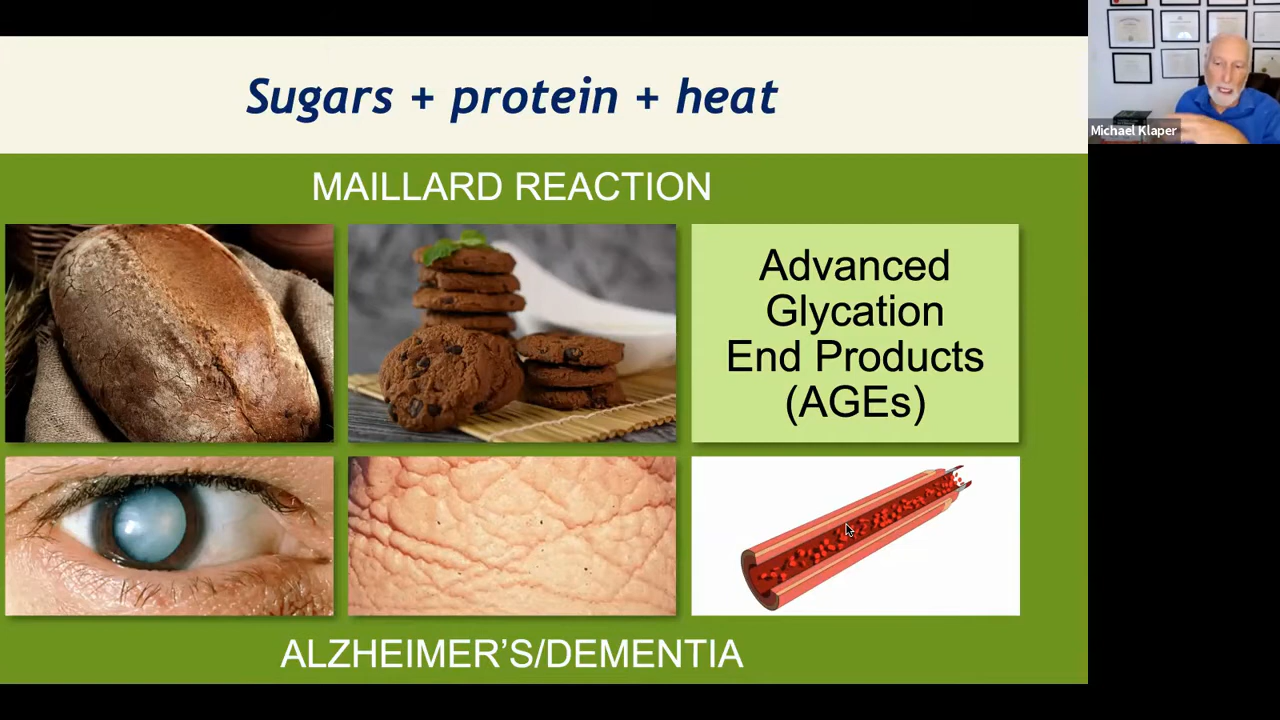 Sugars + protein + heat
MAILLARD REACTION
Advanced
Glycation
End Products
(AGEs)
ALZHEIMER’S/DEMENTIA
Michael Klaper